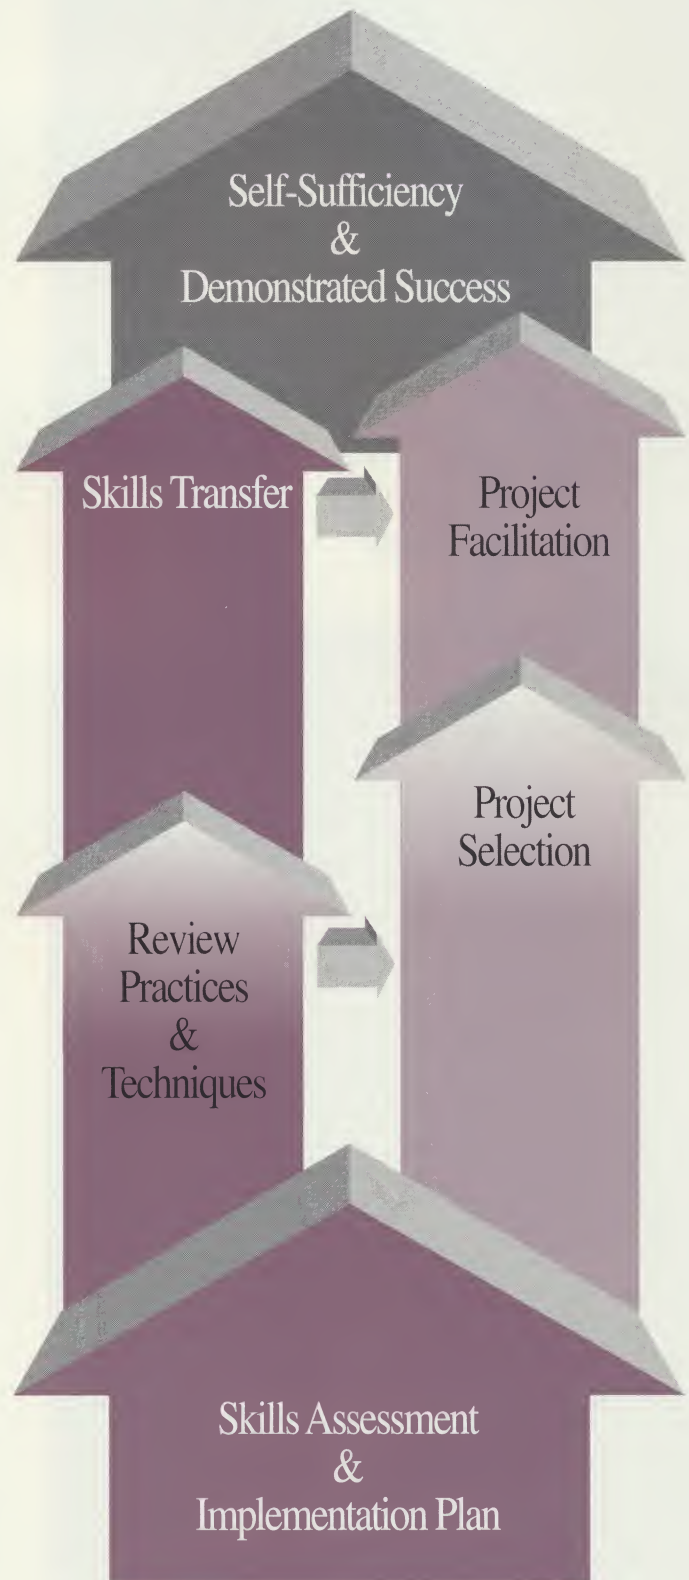 Self-Sufficiency
&
Demonstrated Success
Skills Transfer
Project
Facilitation
Project
Selection
Review
Practices
&
Techniques
Skills Assessment
&
Implementation Plan